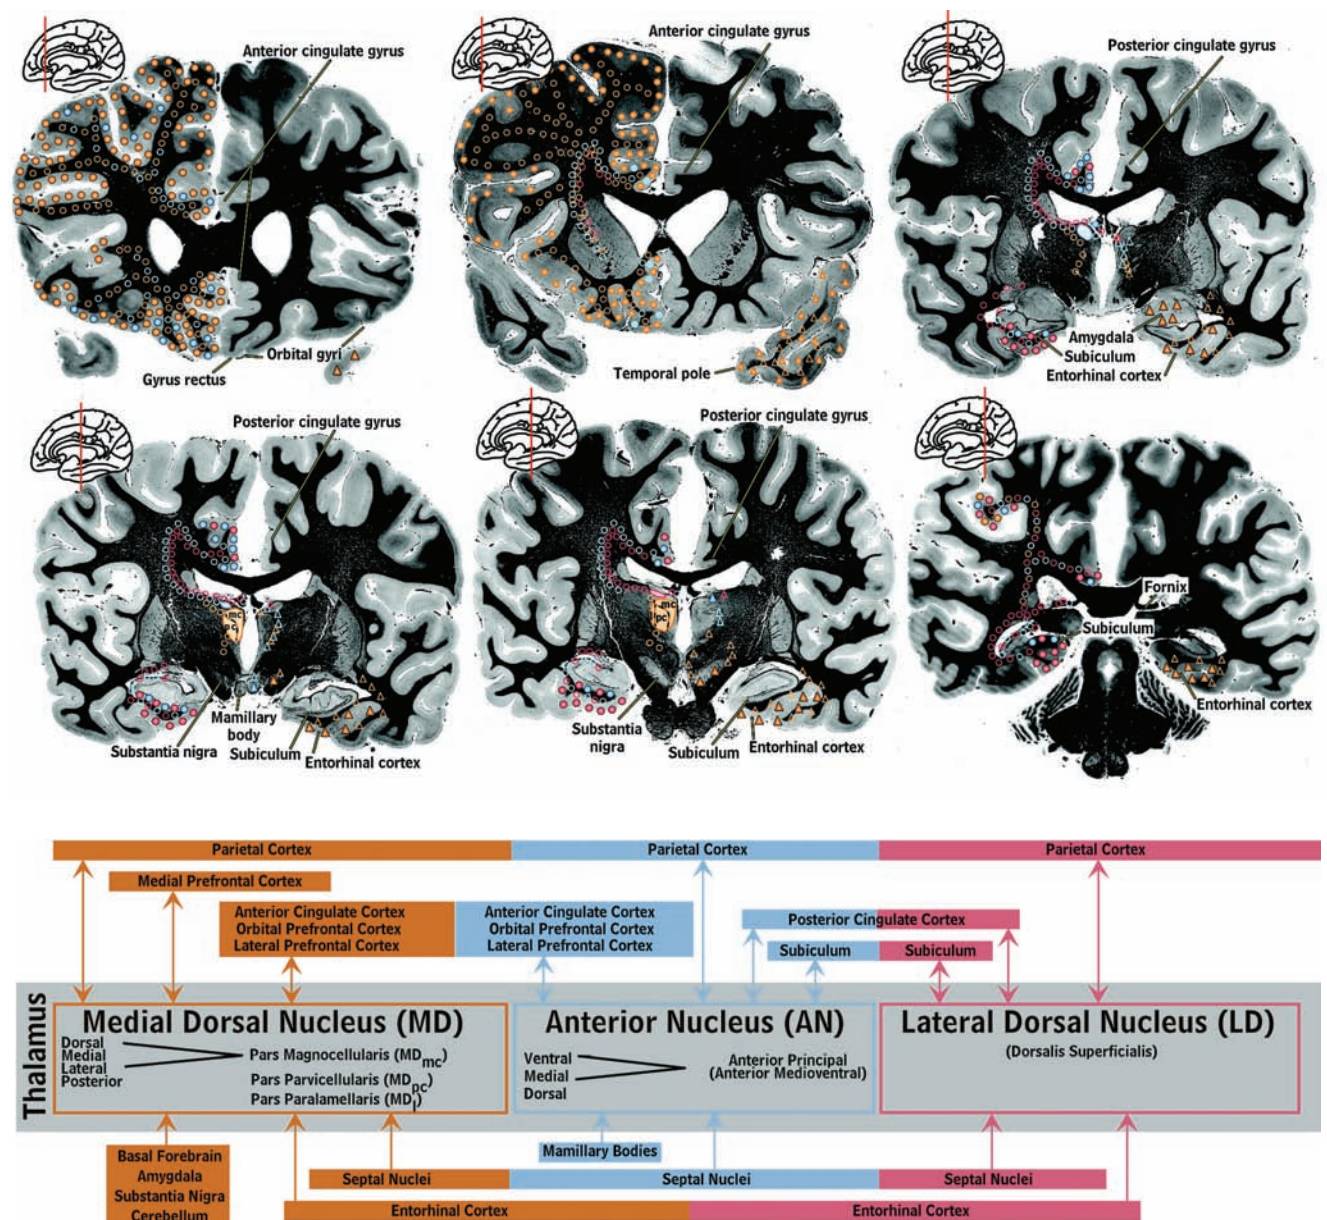 Anterior cingulate gyrus
Anterior cingulate gyrus
Posterior cingulate gyrus
Orbital gyri
Gyrus rectus
Temporal pole
Amygdala
Subiculum
Entorhinal cortex
Posterior cingulate gyrus
Posterior cingulate gyrus
mc
pc
mc
pc
Fornix
Subiculum
Mamillary
body
Substantia nigra
Subiculum
Entorhinal cortex
Substantia
nigra
Subiculum
Entorhinal cortex
Entorhinal cortex
Parietal Cortex
Parietal Cortex
Parietal Cortex
Medial Prefrontal Cortex
Anterior Cingulate Cortex
Orbital Prefrontal Cortex
Lateral Prefrontal Cortex
Anterior Cingulate Cortex
Orbital Prefrontal Cortex
Lateral Prefrontal Cortex
Posterior Cingulate Cortex
Subiculum
Subiculum
Thalamus
Medial Dorsal Nucleus (MD)
Dorsal
Medial
Lateral
Posterior
Pars Magnocellularis (MDmc)
Pars Parvicellularis (MDpc)
Pars Paralamellaris (MDl)
Anterior Nucleus (AN)
Ventral
Medial
Dorsal
Anterior Principal
(Anterior Medioventral)
Lateral Dorsal Nucleus (LD)
(Dorsalis Superficialis)
Basal Forebrain
Amygdala
Substantia Nigra
Cerebellum
Mamillary Bodies
Septal Nuclei
Septal Nuclei
Septal Nuclei
Entorhinal Cortex
Entorhinal Cortex